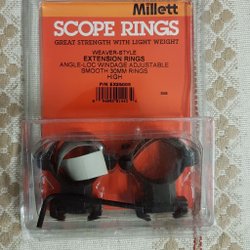 Millett
SCOPE RINGS
GREAT STRENGTH WITH LIGHT WEIGHT
WEAVER-STYLE
EXTENSION RINGS
ANGLE-LOC WINDAGE ADJUSTABLE
SMOOTH 30MM RINGS
HIGH